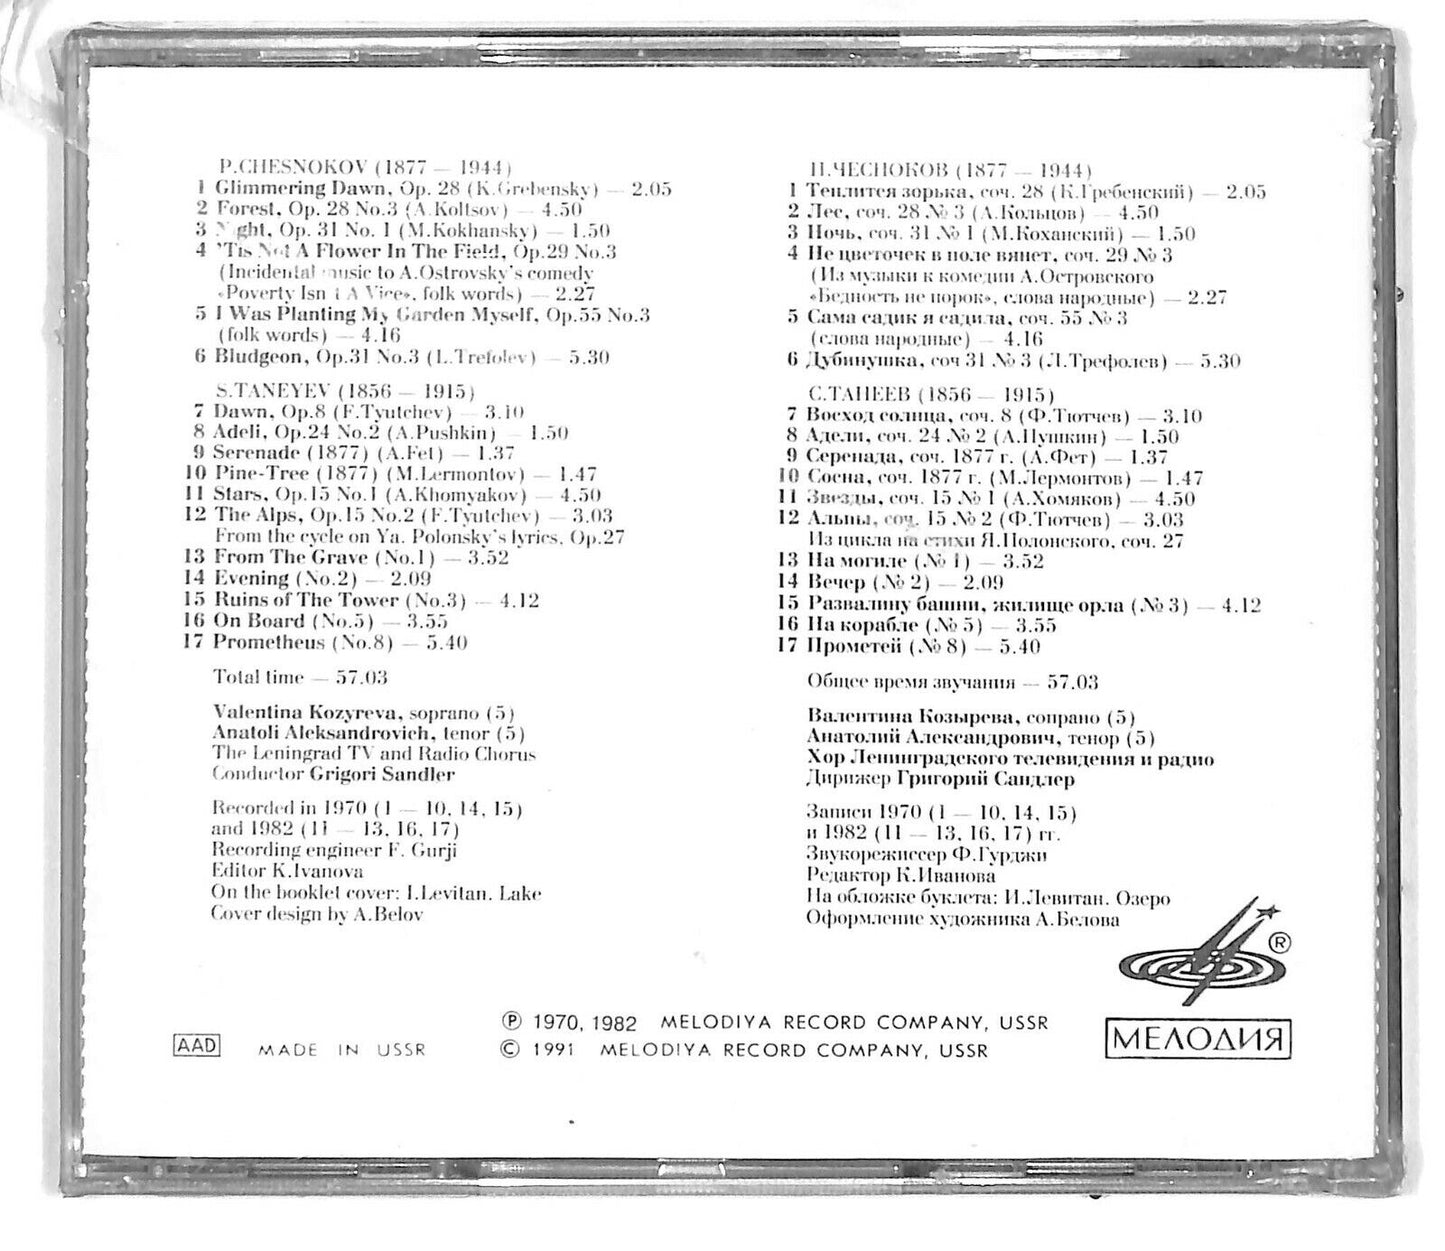 P.CHESNOKOV (1877 — 1944)
1 Glimmering Dawn, Op. 28 (K.Grebensky) — 2.05
2 Forest, Op. 28 No.3 (A.Koltsov) — 4.50
3 Night, Op. 31 No. 1 (M.Kokhansky) — 1.50
4 'Tis Not A Flower In The Field, Op.29 No.3
(Incidental music to A.Ostrovsky's comedy
«Poverty Isn't A Vice», folk words) — 2.27
5 I Was Planting My Garden Myself, Op.55 No.3
(folk words) — 4.16
6 Bludgeon, Op.31 No.3 (L.Trefolev) — 5.30
S.TANEYEV (1856 — 1915)
7 Dawn, Op.8 (F.Tyutchev) — 3.10
8 Adeli, Op.24 No.2 (A.Pushkin) — 1.50
9 Serenade (1877) (A.Fet) — 1.37
10 Pine-Tree (1877) (M.Lermontov) — 1.47
11 Stars, Op.15 No.1 (A.Khomyakov) — 4.50
12 The Alps, Op.15 No.2 (F.Tyutchev) — 3.03
From the cycle on Ya. Polonsky's lyrics, Op.27
13 From The Grave (No.1) — 3.52
14 Evening (No.2) — 2.09
15 Ruins of The Tower (No.3) — 4.12
16 On Board (No.5) — 3.55
17 Prometheus (No.8) — 5.40
Total time — 57.03
Valentina Kozyreva, soprano (5)
Anatoli Aleksandrovich, tenor (5)
The Leningrad TV and Radio Chorus
Conductor Grigori Sandler
Recorded in 1970 (1 — 10, 14, 15)
and 1982 (11 — 13, 16, 17)
Recording engineer F. Gurji
Editor K.Ivanova
On the booklet cover: I.Levitan. Lake
Cover design by A.Belov
П.ЧЕСНОКОВ (1877 — 1944)
1 Теплится зорька, соч. 28 (К.Гребенский) — 2.05
2 Лес, соч. 28 № 3 (А.Кольцов) — 4.50
3 Ночь, соч. 31 № 1 (М.Коханский) — 1.50
4 Не цветочек в поле вянет, соч. 29 № 3
(Из музыки к комедии А.Островского
«Бедность не порок», слова народные) — 2.27
5 Сама садик я садила, соч. 55 № 3
(слова народные) — 4.16
6 Дубинушка, соч 31 № 3 (Л.Трефолев) — 5.30
С.ТАНЕЕВ (1856 — 1915)
7 Восход солнца, соч. 8 (Ф.Тютчев) — 3.10
8 Адели, соч. 24 № 2 (А.Пушкин) — 1.50
9 Серенада, соч. 1877 г. (А.Фет) — 1.37
10 Сосна, соч. 1877 г. (М.Лермонтов) — 1.47
11 Звезды, соч. 15 № 1 (А.Хомяков) — 4.50
12 Альпы, соч. 15 № 2 (Ф.Тютчев) — 3.03
Из цикла на стихи Я.Полонского, соч. 27
13 На могиле (№ 1) — 3.52
14 Вечер (№ 2) — 2.09
15 Развалину башни, жилище орла (№ 3) — 4.12
16 На корабле (№ 5) — 3.55
17 Прометей (№ 8) — 5.40
Общее время звучания — 57.03
Валентина Козырева, сопрано (5)
Анатолий Александрович, тенор (5)
Хор Ленинградского телевидения и радио
Дирижер Григорий Сандлер
Записи 1970 (1 — 10, 14, 15)
и 1982 (11 — 13, 16, 17) гг.
Звукорежиссер Ф.Гурджи
Редактор К.Иванова
На обложке буклета: И.Левитан. Озеро
Оформление художника А.Белова
®
МЕЛОДИЯ
AAD MADE IN USSR
℗ 1970, 1982 MELODIYA RECORD COMPANY, USSR
© 1991 MELODIYA RECORD COMPANY, USSR